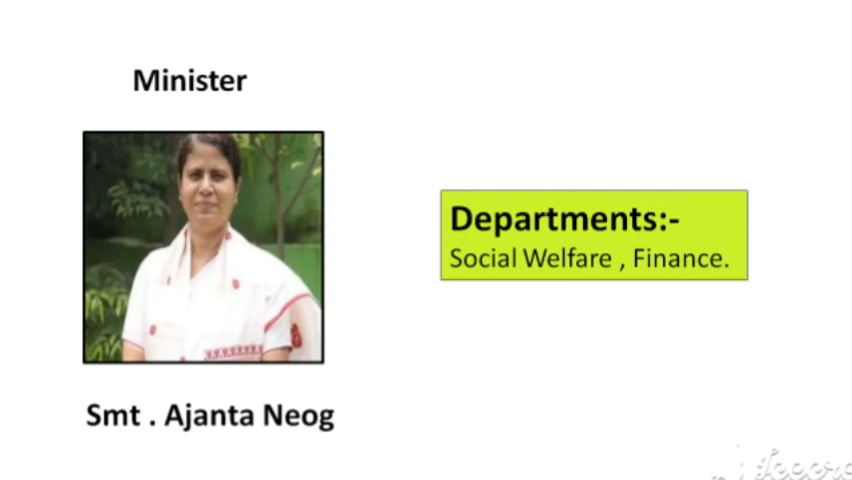 Minister
Departments:-
Social Welfare , Finance.
Smt . Ajanta Neog